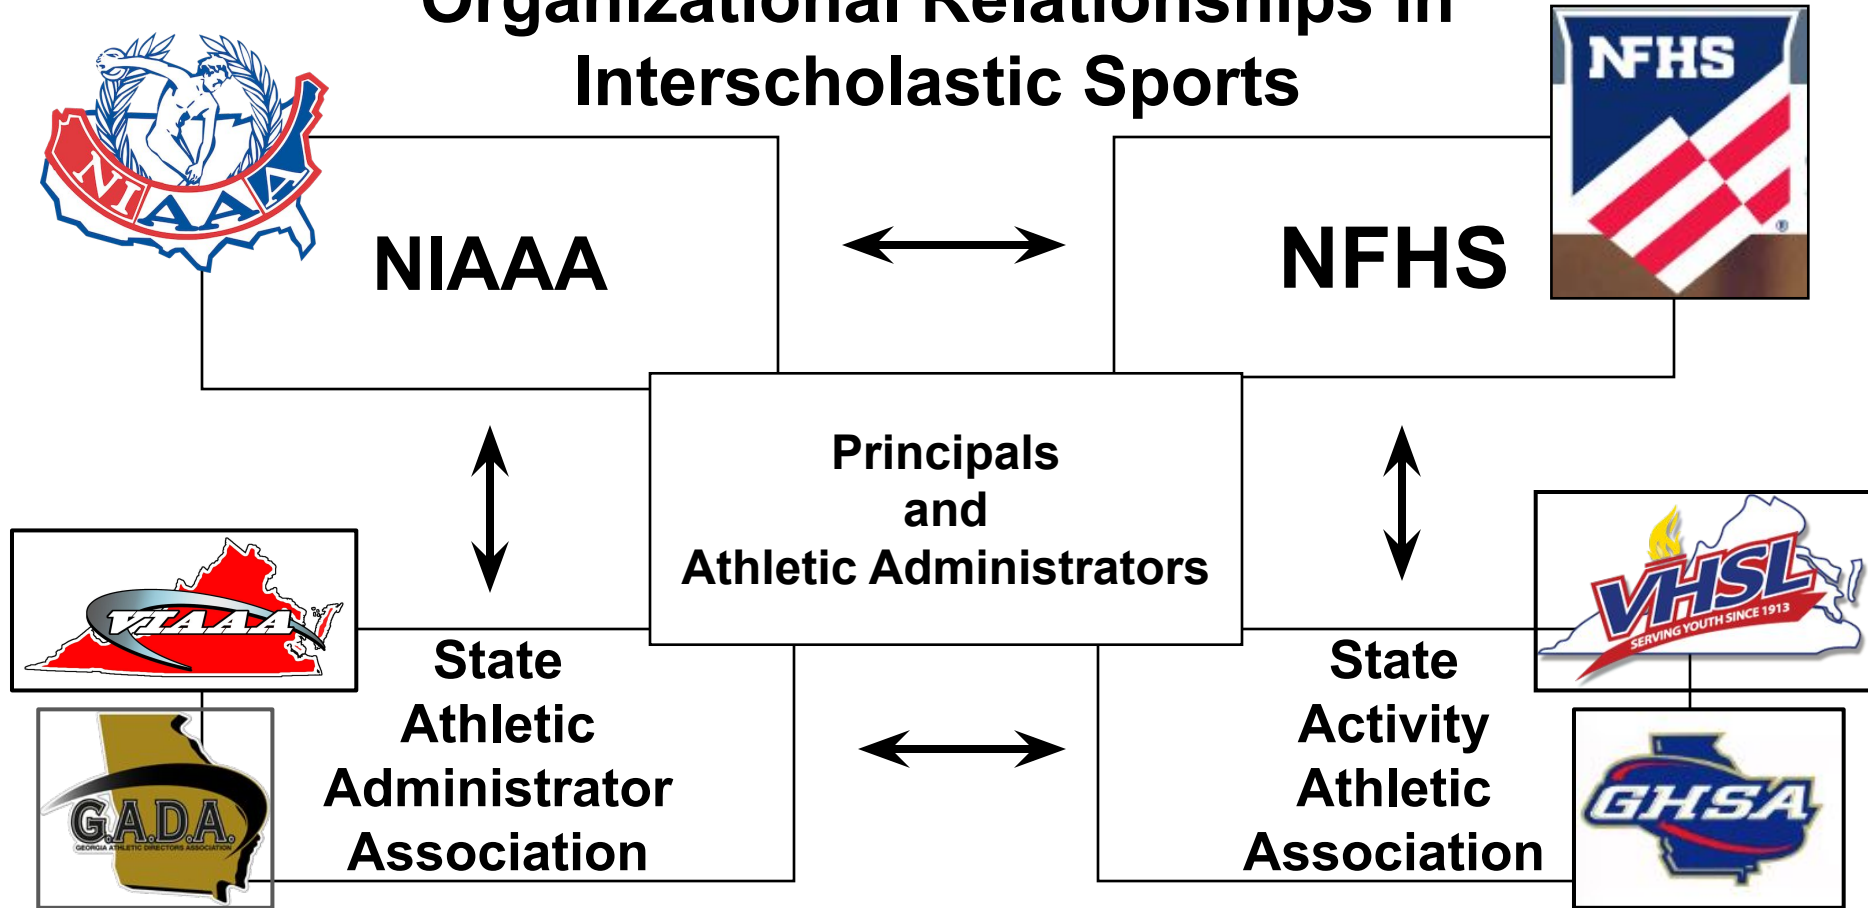 Organizational Relationships in
Interscholastic Sports
NIAAA
NFHS
NIAAA
NFHS
®
Principals
and
Athletic Administrators
VIAAA
VHSL
SERVING YOUTH SINCE 1913
State
Athletic
Administrator
Association
State
Activity
Athletic
Association
G.A.D.A.
GEORGIA ATHLETIC DIRECTORS ASSOCIATION
GHSA